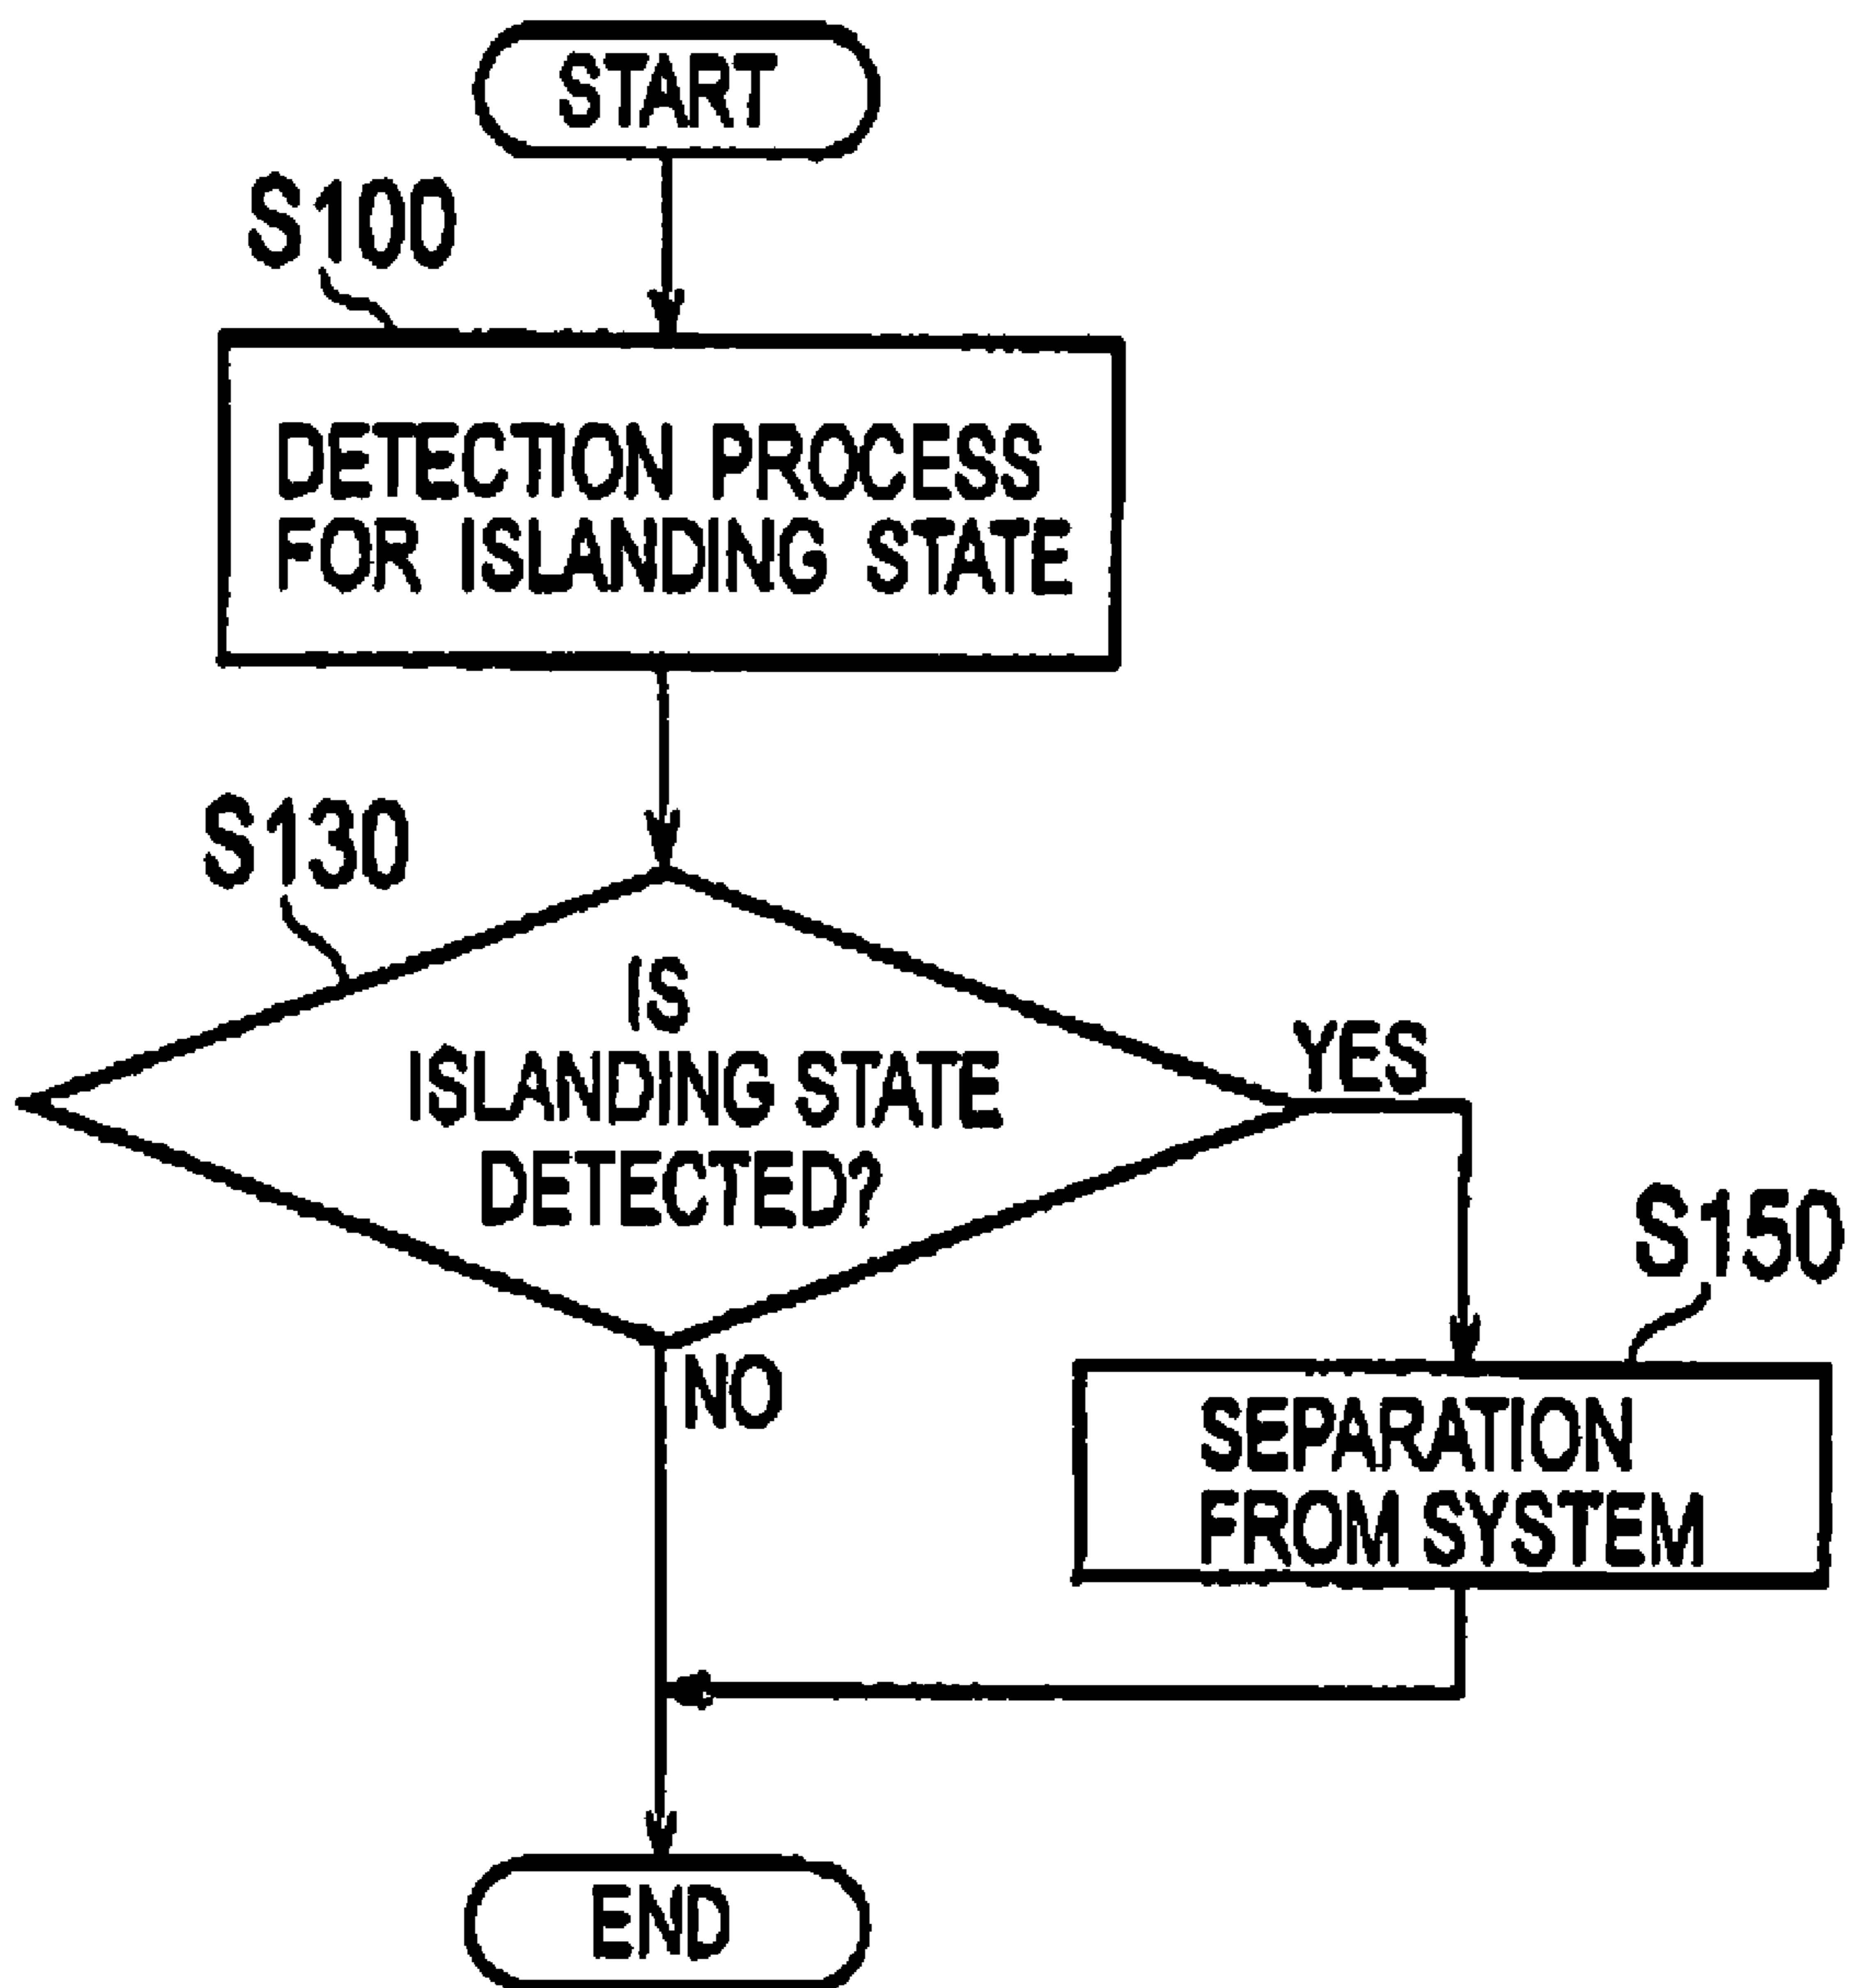 START
S100
DETECTION PROCESS
FOR ISLANDING STATE
S130
IS
ISLANDING STATE
DETECTED?
YES
S150
NO
SEPARATION
FROM SYSTEM
END